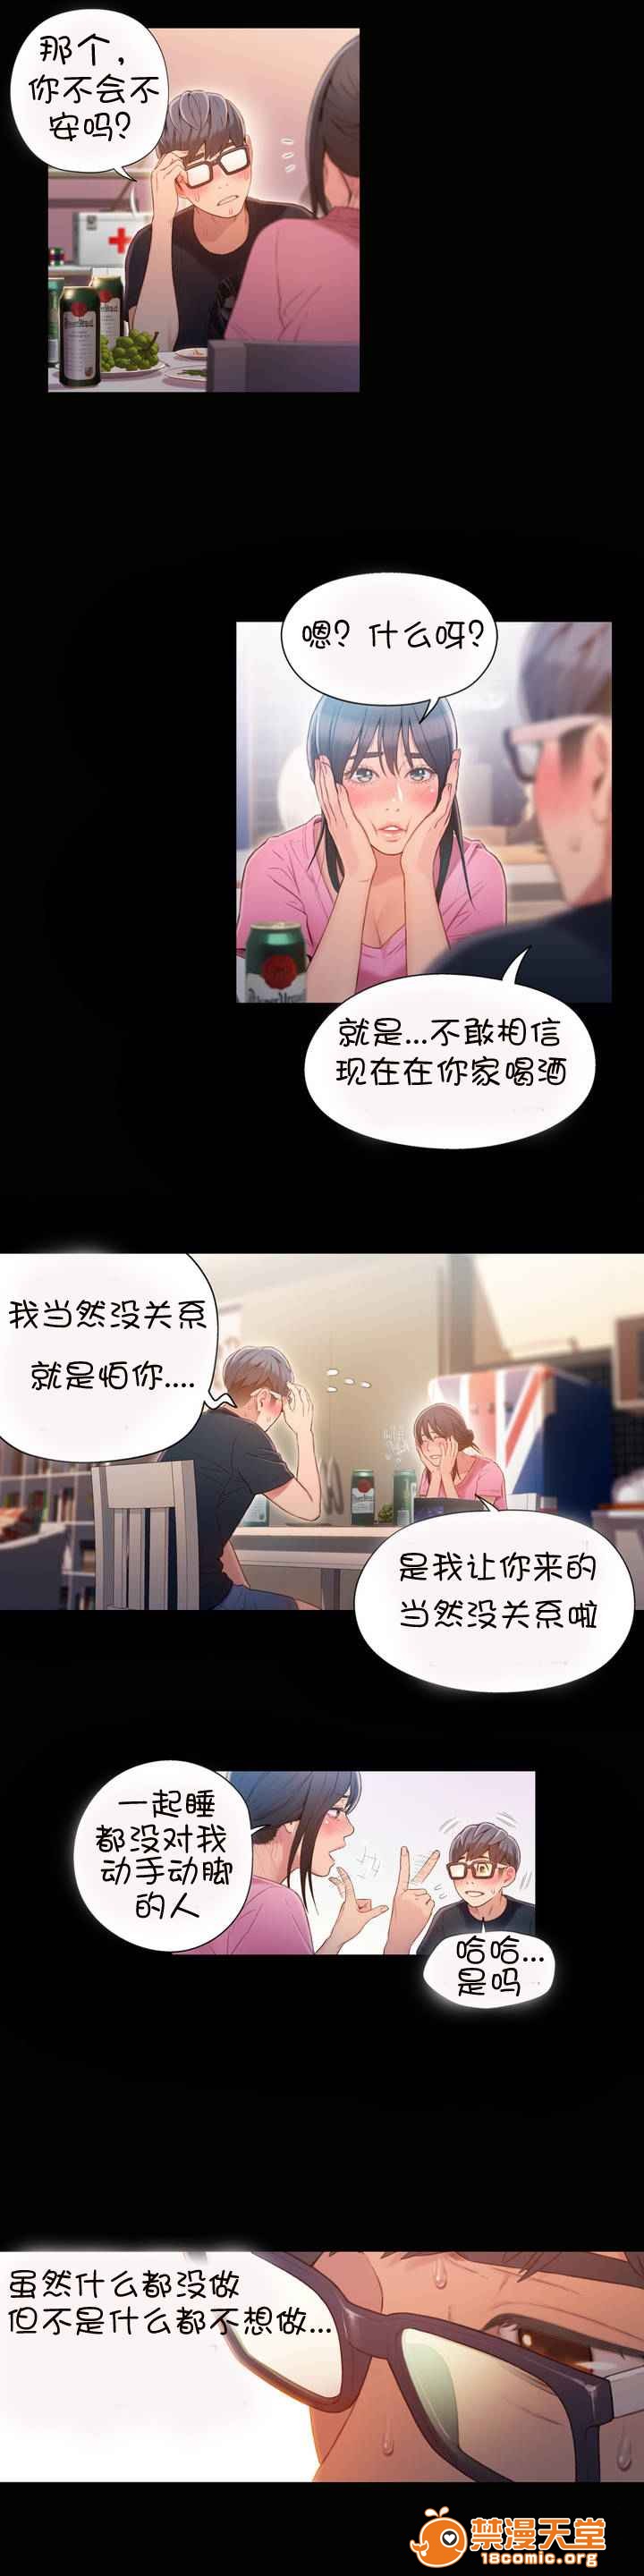 那个，
你不会不
安吗？
嗯？什么呀？
就是...不敢相信
现在在你家喝酒
我当然没关系
就是怕你....
是我让你来的
当然没关系啦
一起睡
都没对我
动手动脚
的人
哈哈...
是吗
虽然什么都没做
但不是什么都不想做...
禁漫天堂
18comic.org